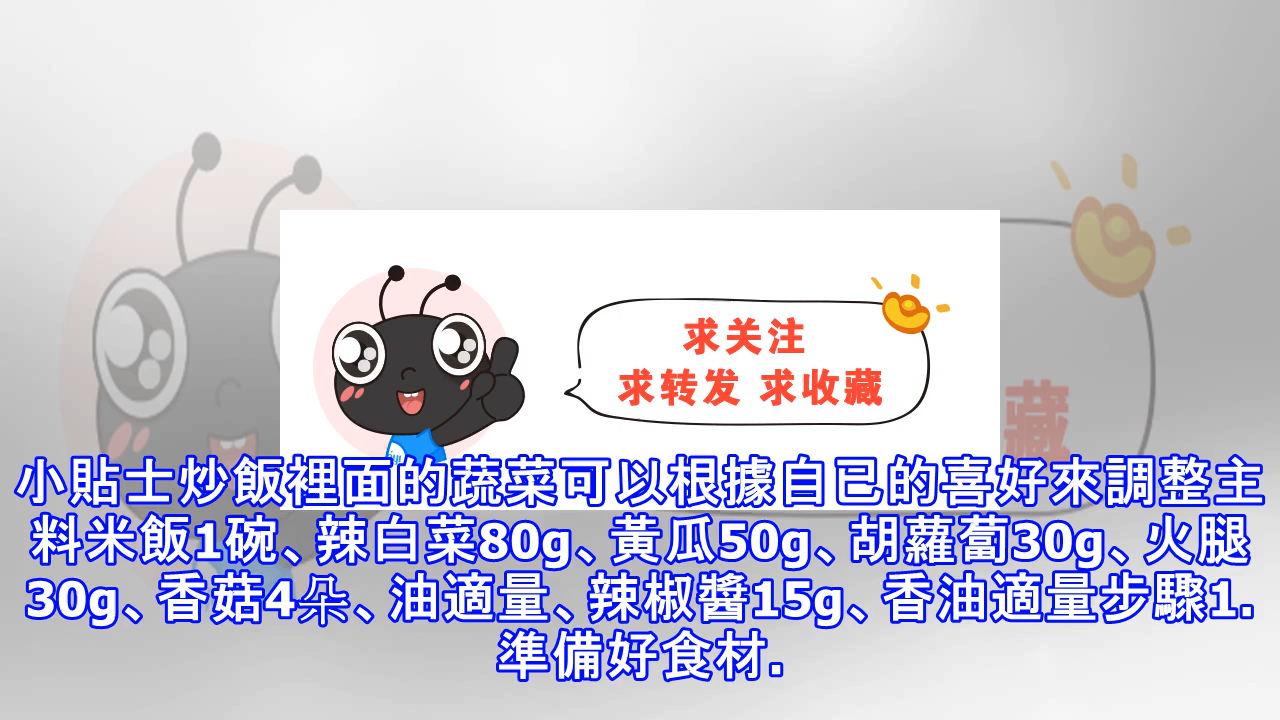 求关注
求转发 求收藏
小貼士炒飯裡面的蔬菜可以根據自已的喜好來調整主
料米飯1碗、辣白菜80g、黃瓜50g、胡蘿蔔30g、火腿
30g、香菇4朵、油適量、辣椒醬15g、香油適量步驟1.
準備好食材.
藏